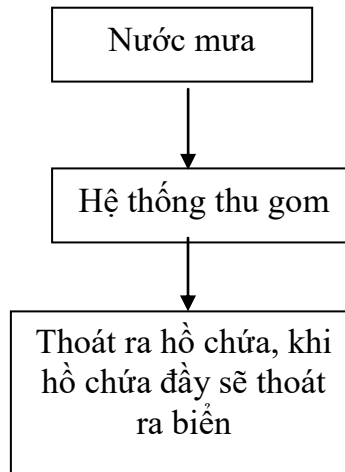 Nước mưa
Hệ thống thu gom
Thoát ra hồ chứa, khi
hồ chứa đầy sẽ thoát
ra biển